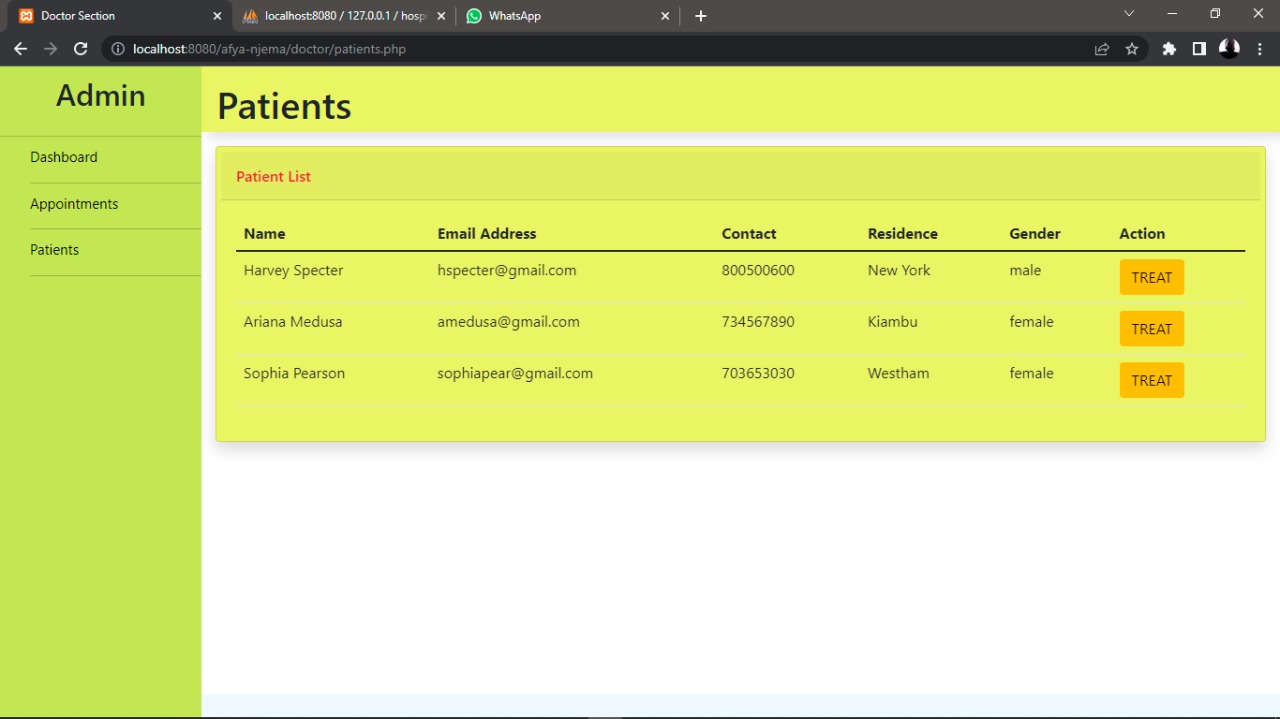 Doctor Section
localhost:8080 / 127.0.0.1 / hospi
WhatsApp
localhost:8080/afya-njema/doctor/patients.php
Admin
Dashboard
Appointments
Patients
Patients
Patient List
Name Email Address Contact Residence Gender Action
Harvey Specter hspecter@gmail.com 800500600 New York male TREAT
Ariana Medusa amedusa@gmail.com 734567890 Kiambu female TREAT
Sophia Pearson sophiapear@gmail.com 703653030 Westham female TREAT